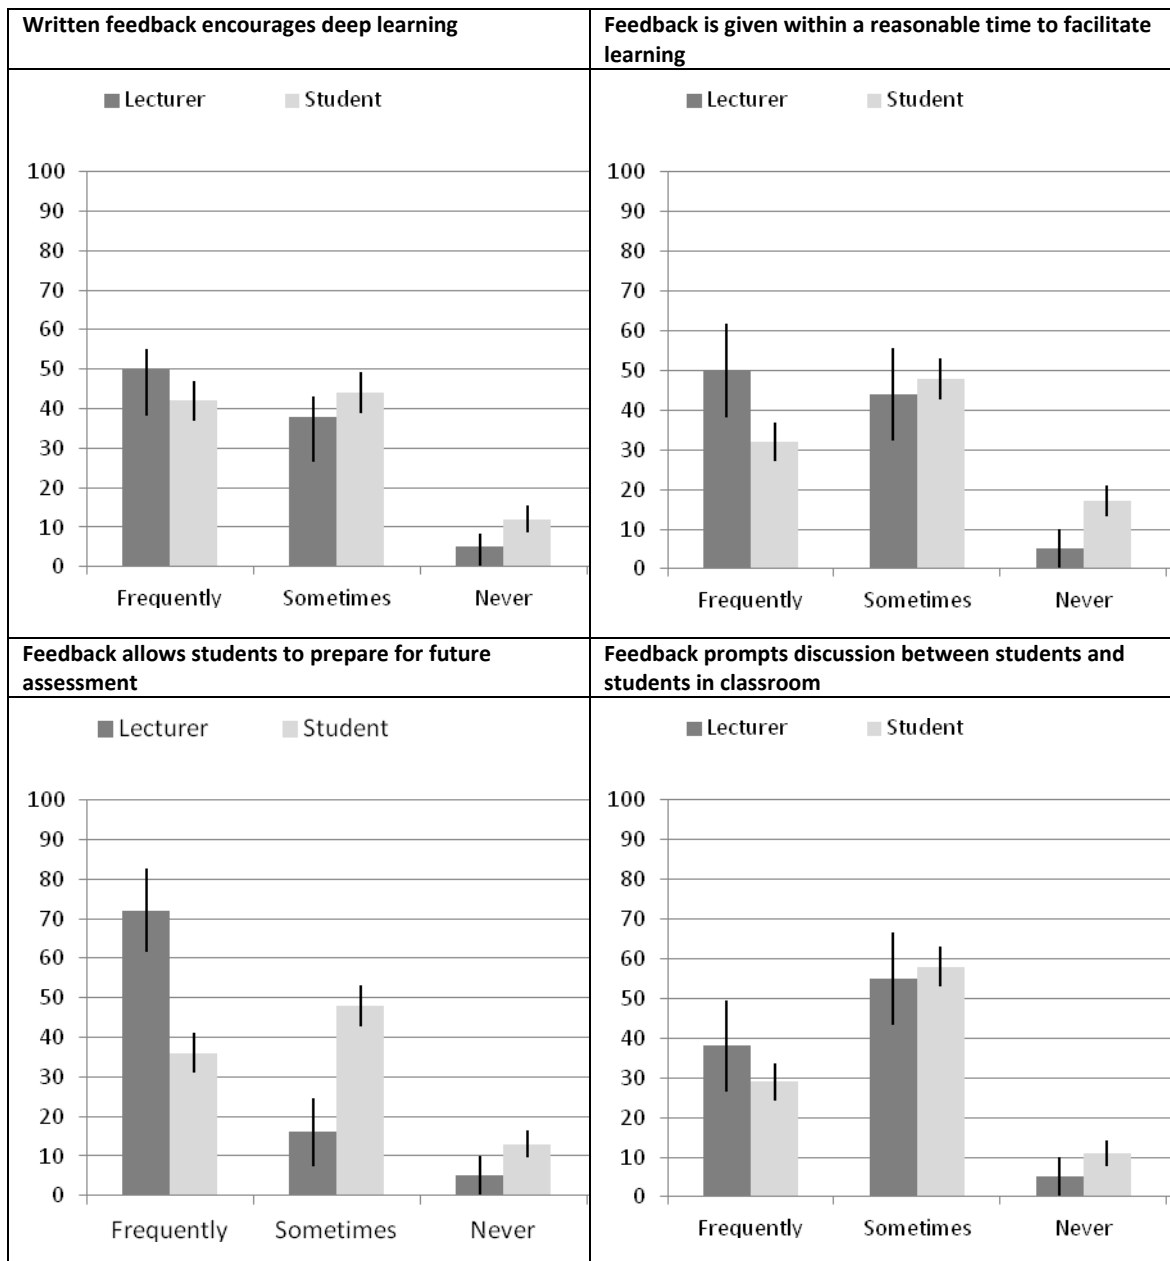 Written feedback encourages deep learning
Feedback is given within a reasonable time to facilitate
learning
Lecturer Student
100
90
80
70
60
50
40
30
20
10
0
Frequently Sometimes Never
Lecturer Student
100
90
80
70
60
50
40
30
20
10
0
Frequently Sometimes Never
Feedback allows students to prepare for future
assessment
Feedback prompts discussion between students and
students in classroom
Lecturer Student
100
90
80
70
60
50
40
30
20
10
0
Frequently Sometimes Never
Lecturer Student
100
90
80
70
60
50
40
30
20
10
0
Frequently Sometimes Never